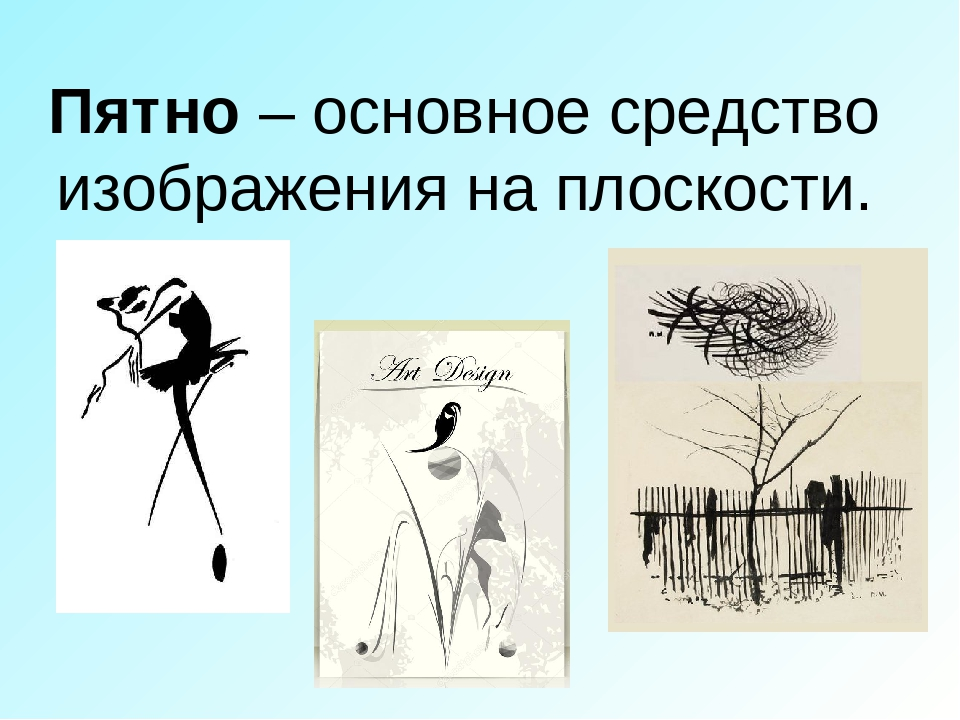 Пятно – основное средство
изображения на плоскости.
Art Design